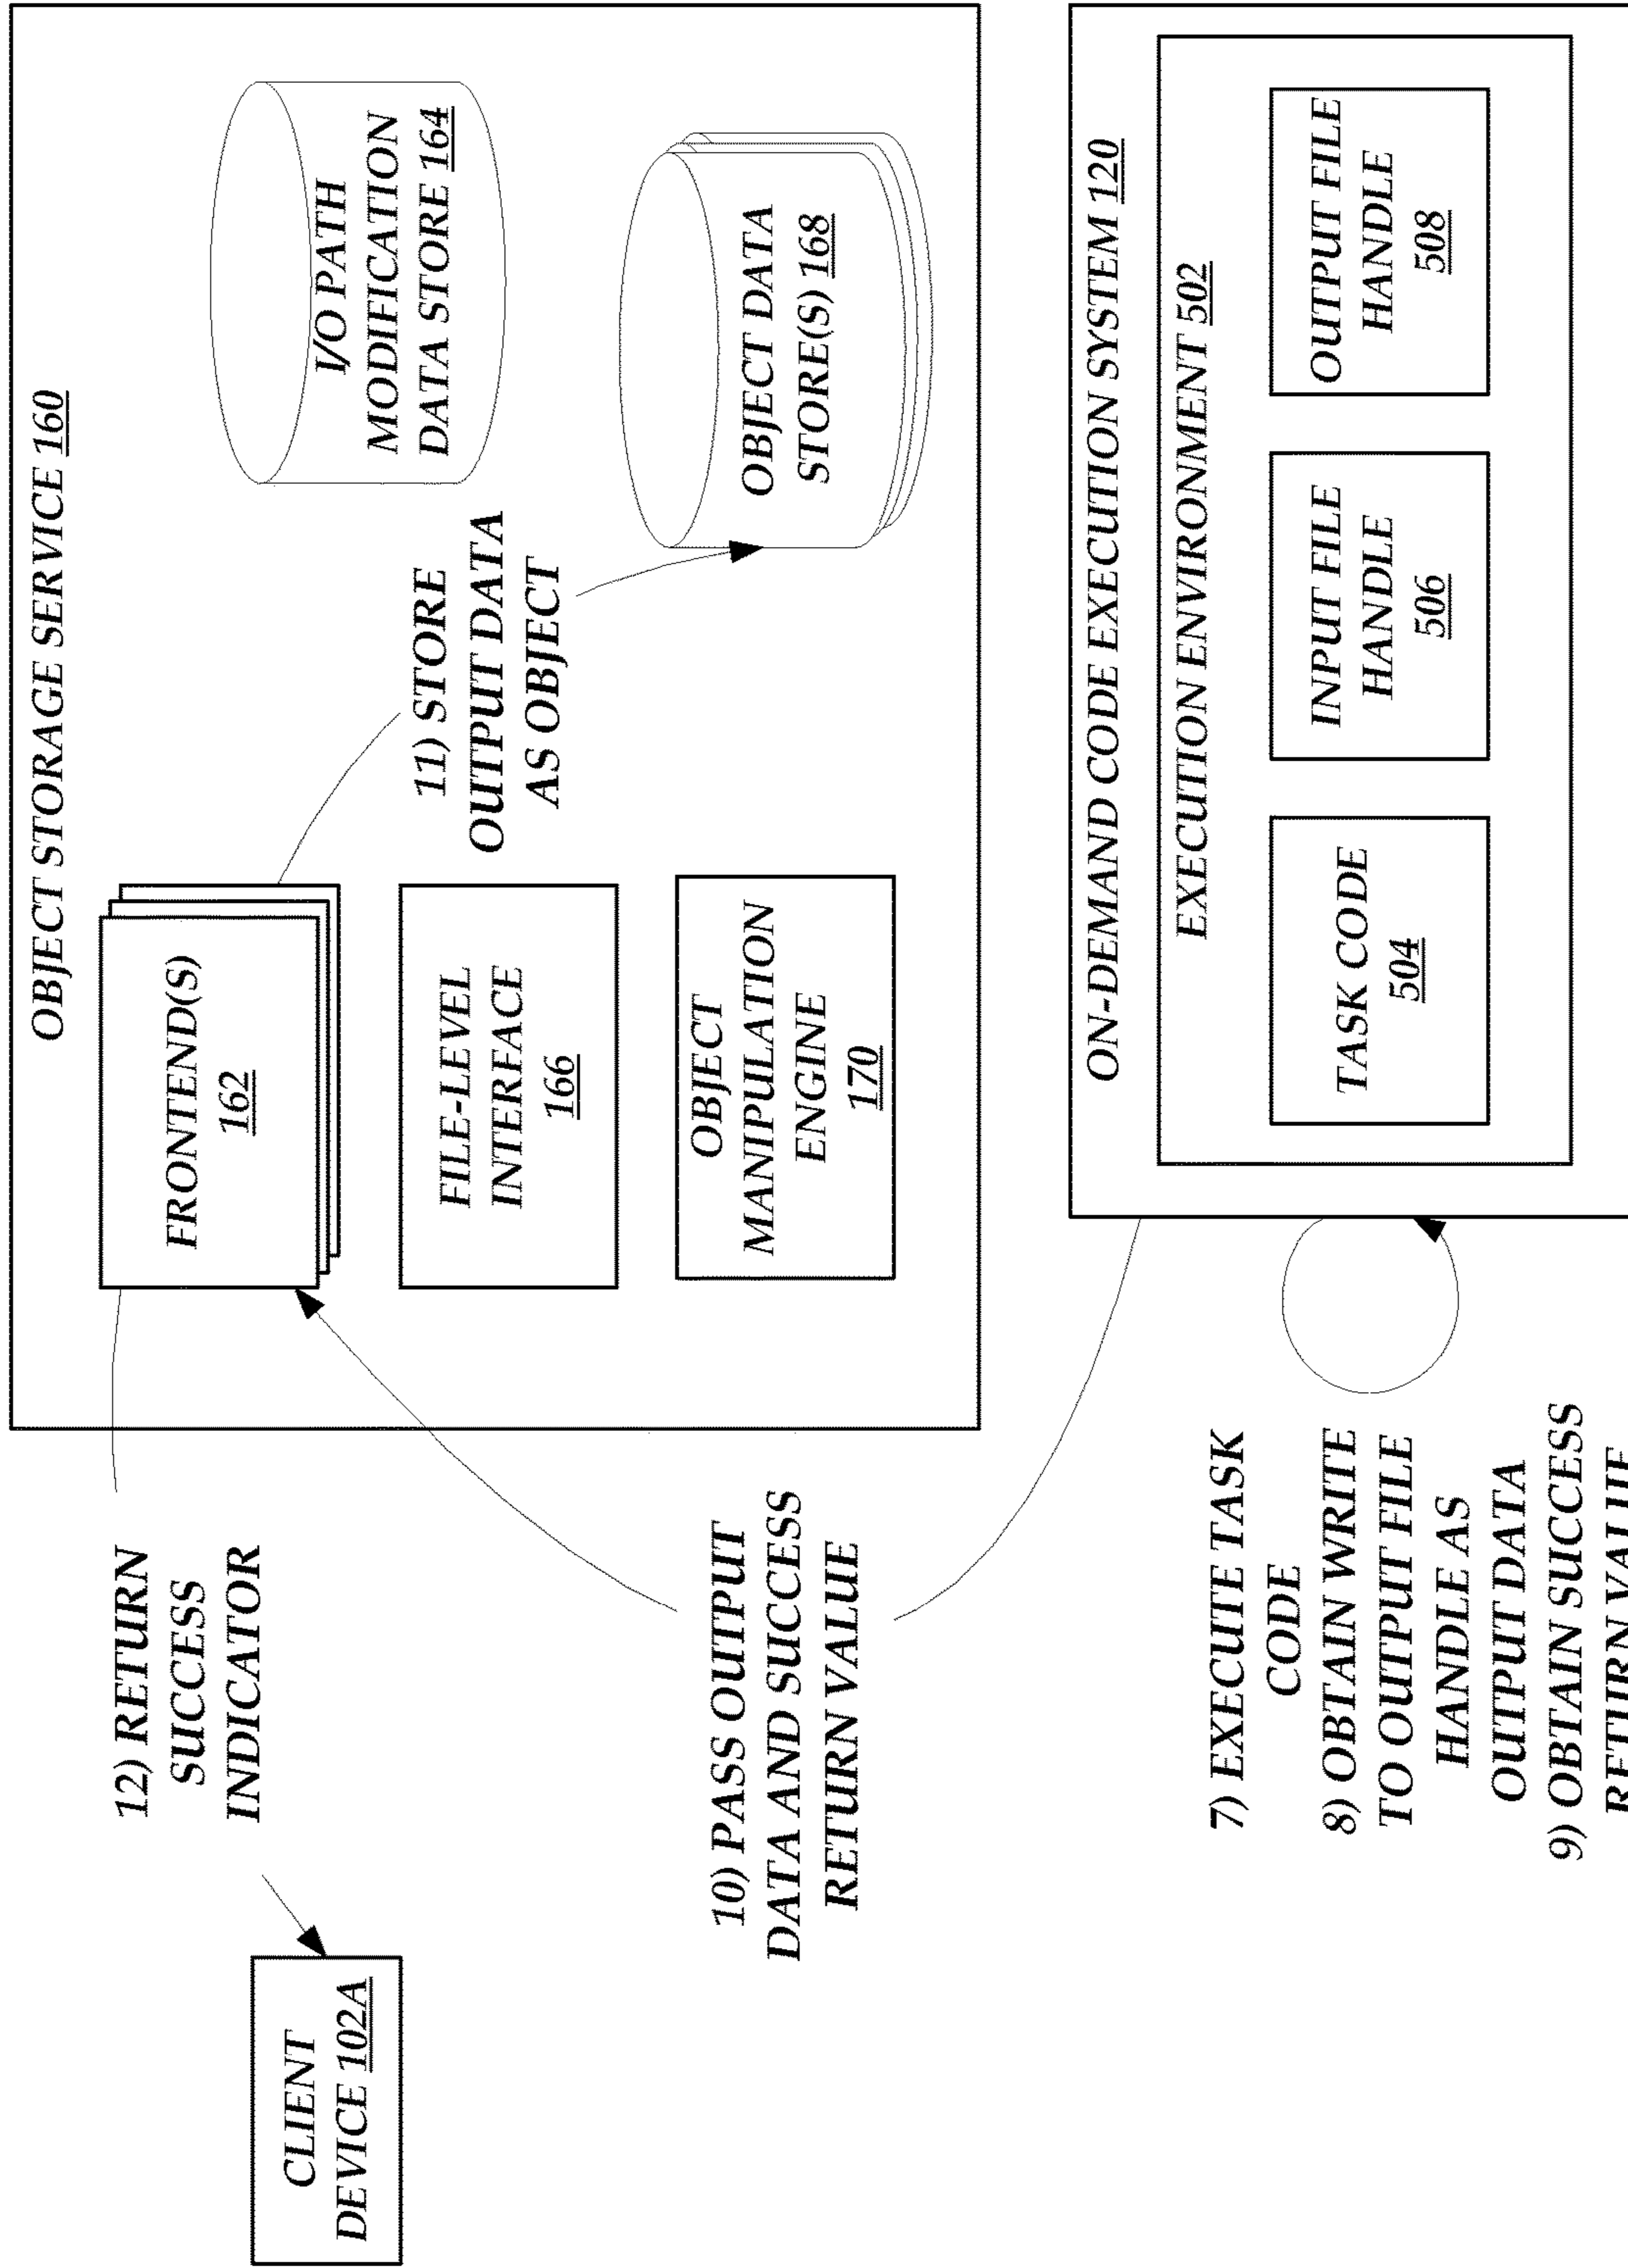 OBJECT STORAGE SERVICE 160
FRONTEND(S)
162
FILE-LEVEL
INTERFACE
166
OBJECT
MANIPULATION
ENGINE
170
I/O PATH
MODIFICATION
DATA STORE 164
OBJECT DATA
STORE(S) 168
11) STORE
OUTPUT DATA
AS OBJECT
12) RETURN
SUCCESS
INDICATOR
CLIENT
DEVICE 102A
10) PASS OUTPUT
DATA AND SUCCESS
RETURN VALUE
ON-DEMAND CODE EXECUTION SYSTEM 120
EXECUTION ENVIRONMENT 502
TASK CODE
504
INPUT FILE
HANDLE
506
OUTPUT FILE
HANDLE
508
7) EXECUTE TASK
CODE
8) OBTAIN WRITE
TO OUTPUT FILE
HANDLE AS
OUTPUT DATA
9) OBTAIN SUCCESS
RETURN VALUE